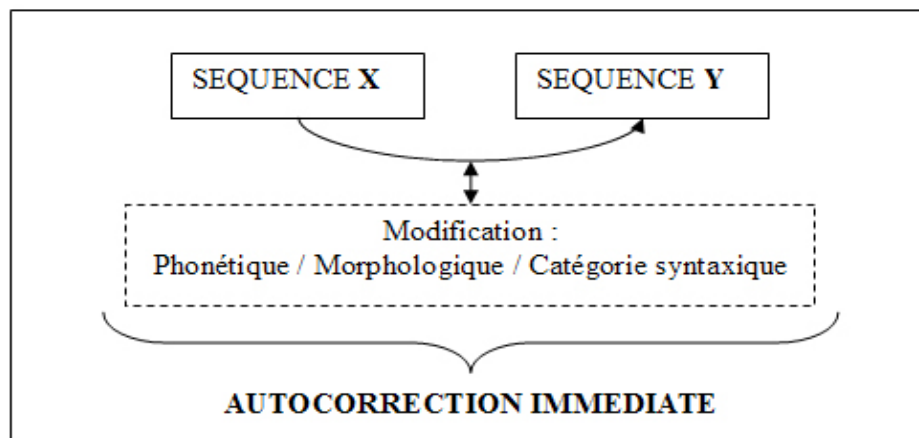 SEQUENCE X
SEQUENCE Y
Modification :
Phonétique / Morphologique / Catégorie syntaxique
AUTOCORRECTION IMMEDIATE